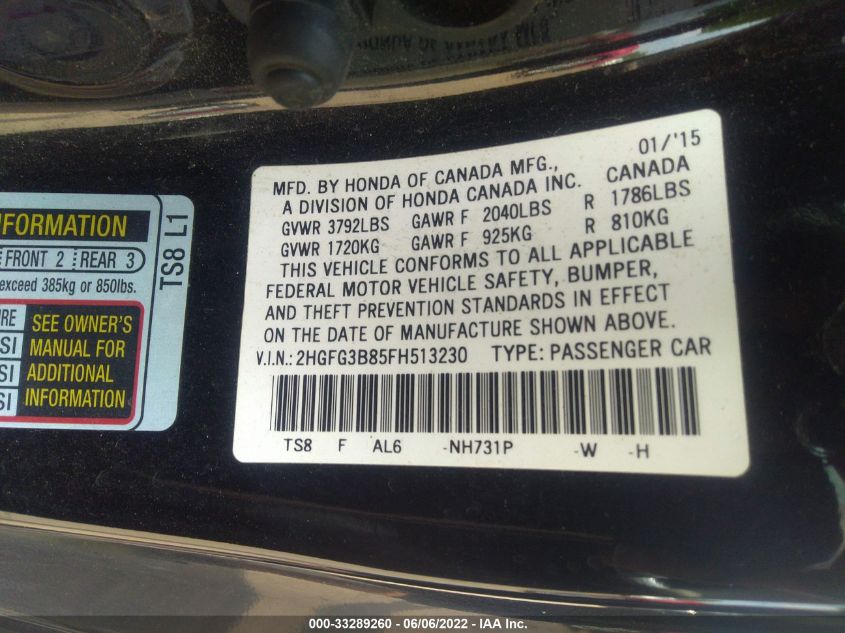 MFD. BY HONDA OF CANADA MFG., 01/'15
A DIVISION OF HONDA CANADA INC. CANADA
GVWR 3792LBS GAWR F 2040LBS R 1786LBS
GVWR 1720KG GAWR F 925KG R 810KG
THIS VEHICLE CONFORMS TO ALL APPLICABLE
FEDERAL MOTOR VEHICLE SAFETY, BUMPER,
AND THEFT PREVENTION STANDARDS IN EFFECT
ON THE DATE OF MANUFACTURE SHOWN ABOVE.
V.I.N.: 2HGFG3B85FH513230 TYPE: PASSENGER CAR
TS8 F AL6 -NH731P -W -H
FRONT 2 REAR 3
exceed 385kg or 850lbs.
TS8 L1
SEE OWNER'S
MANUAL FOR
ADDITIONAL
INFORMATION
000-33289260 - 06/06/2022 - IAA Inc.